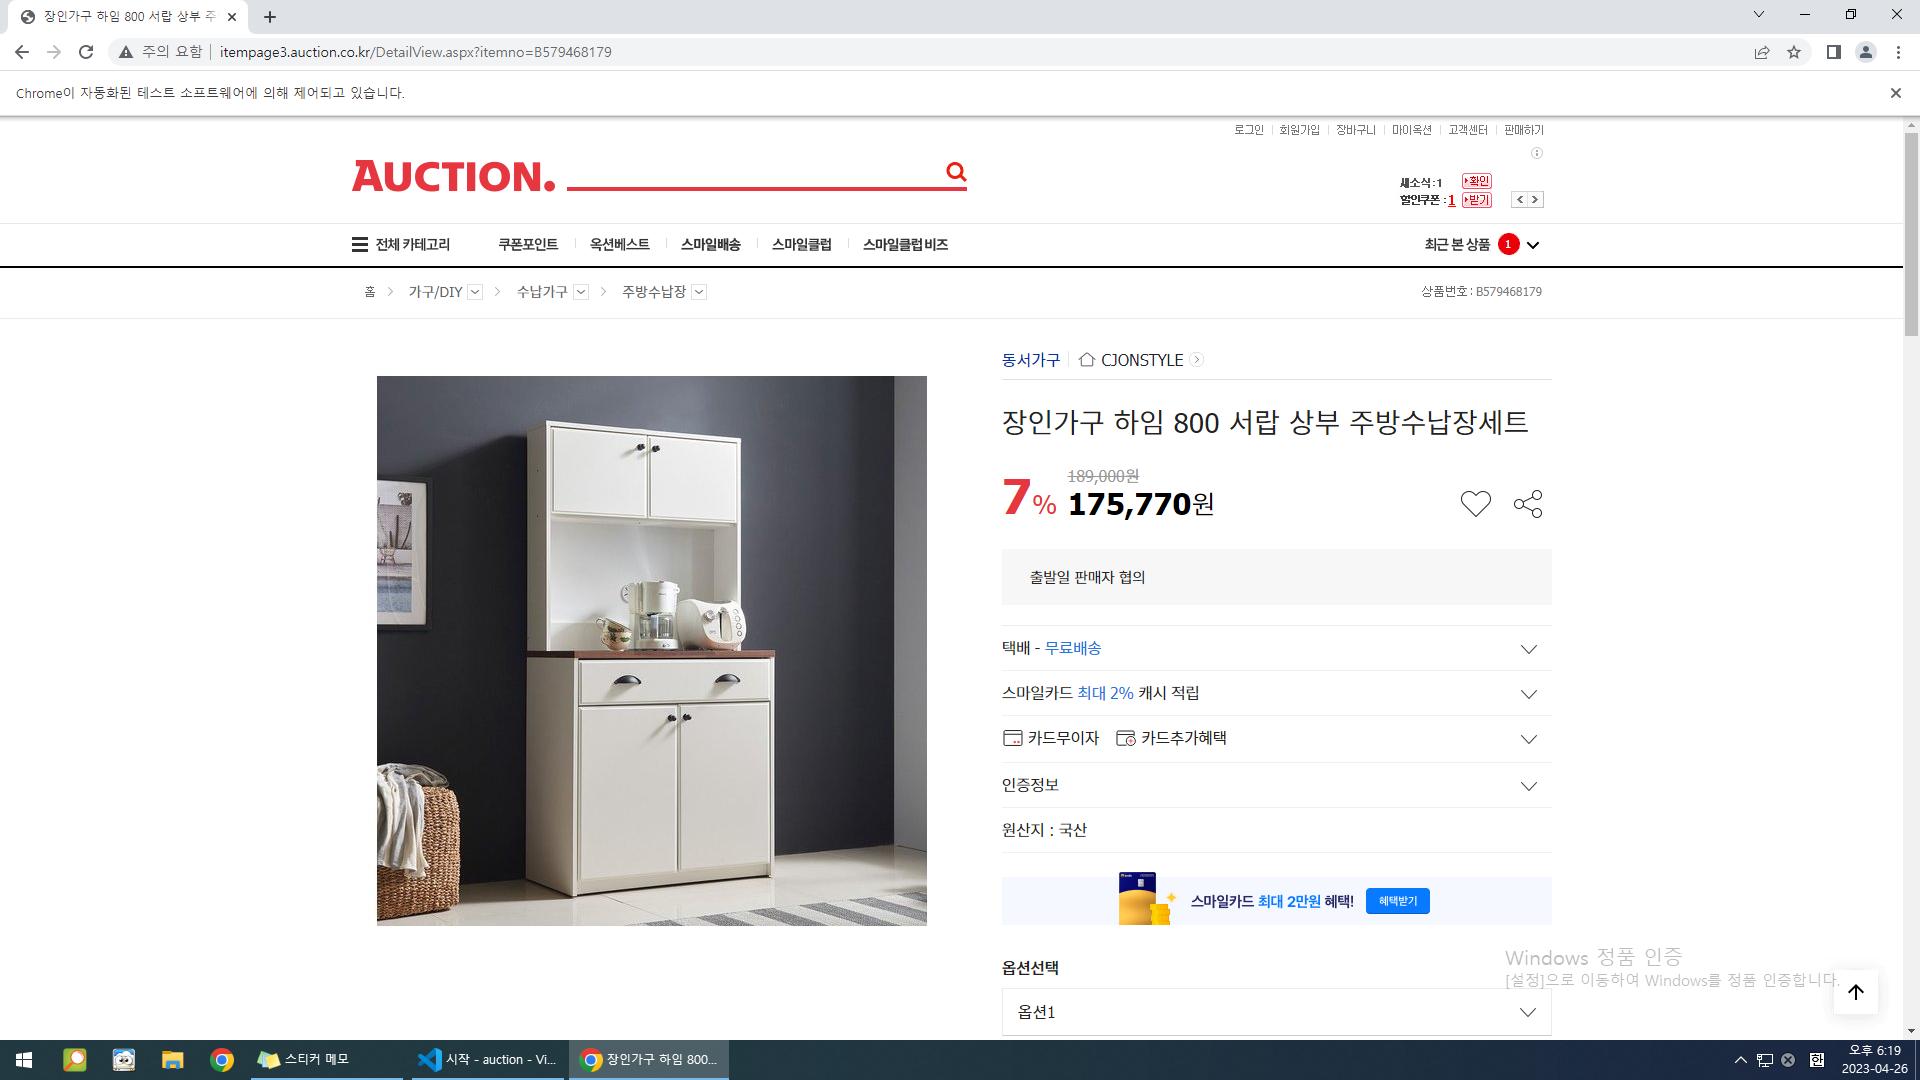 장인가구 하임 800 서랍 상부 주
주의 요함
itempage3.auction.co.kr/DetailView.aspx?itemno=B579468179
Chrome이 자동화된 테스트 소프트웨어에 의해 제어되고 있습니다.
로그인 회원가입 장바구니 마이옥션 고객센터 판매하기
AUCTION.
새소식 : 1 확인
할인쿠폰 : 1 받기
전체 카테고리 쿠폰포인트 옥션베스트 스마일배송 스마일클럽 스마일클럽 비즈 최근 본 상품 1
홈 가구/DIY 수납가구 주방수납장 상품번호 : B579468179
동서가구 CJONSTYLE
장인가구 하임 800 서랍 상부 주방수납장세트
189,000원
7% 175,770원
출발일 판매자 협의
택배 - 무료배송
스마일카드 최대 2% 캐시 적립
카드무이자 카드추가혜택
인증정보
원산지 : 국산
스마일카드 최대 2만원 혜택! 혜택받기
옵션선택
옵션1
Windows 정품 인증
[설정]으로 이동하여 Windows를 정품 인증합니다.
스티커 메모
시작 - auction - Vi...
장인가구 하임 800...
한
오후 6:19
2023-04-26